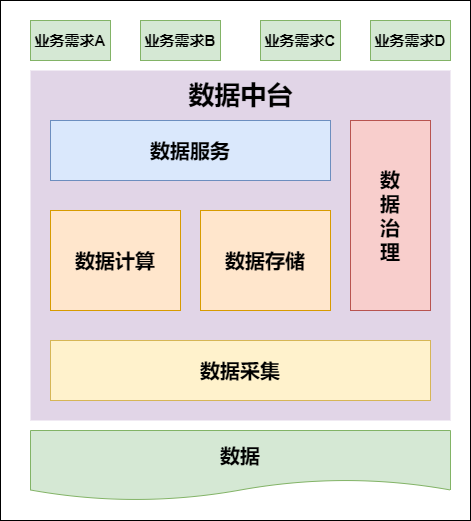 业务需求A
业务需求B
业务需求C
业务需求D
数据中台
数据服务
数据治理
数据计算
数据存储
数据采集
数据